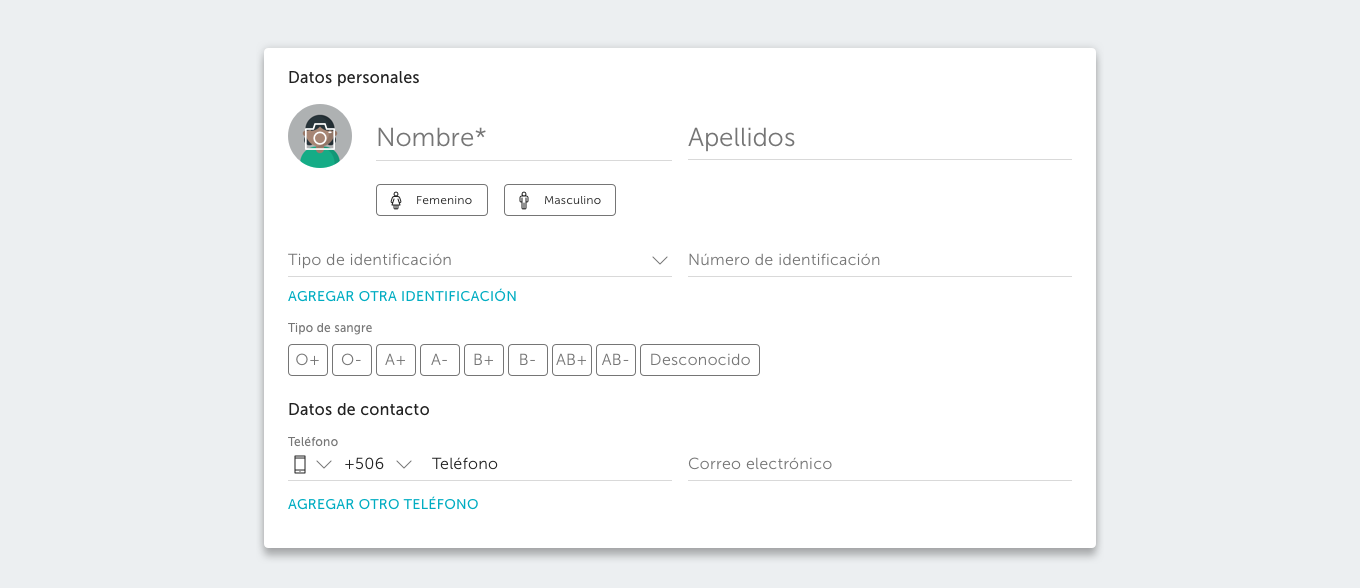 Datos personales
Nombre* Apellidos
Femenino Masculino
Tipo de identificación Número de identificación
AGREGAR OTRA IDENTIFICACIÓN
Tipo de sangre
O+ O- A+ A- B+ B- AB+ AB- Desconocido
Datos de contacto
Teléfono
+506 Teléfono Correo electrónico
AGREGAR OTRO TELÉFONO